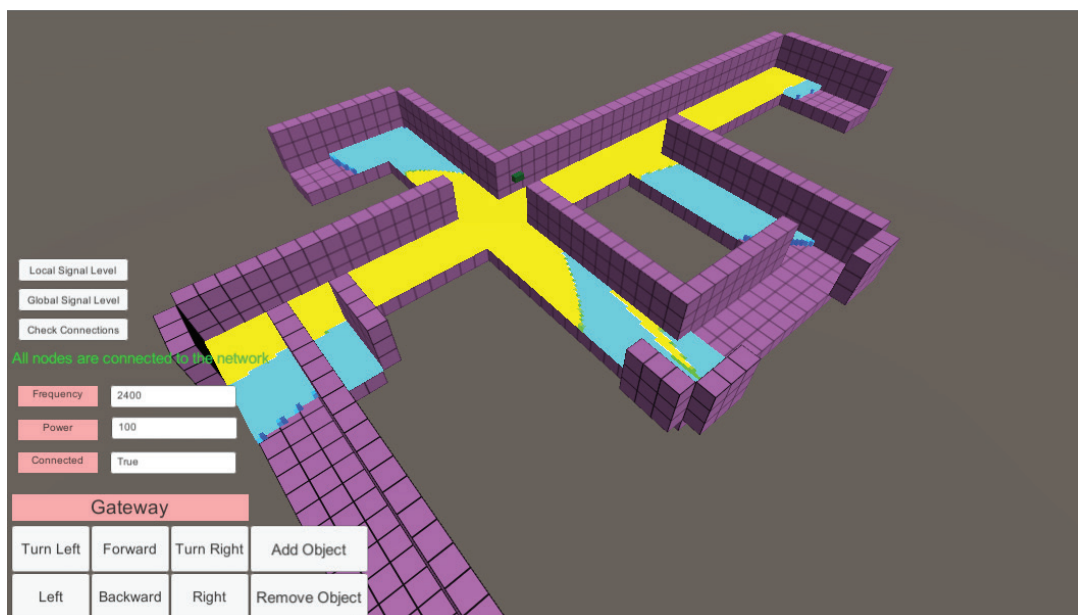 Local Signal Level
Global Signal Level
Check Connections
All nodes are connected to the network
Frequency 2400
Power 100
Connected True
Gateway
Turn Left Forward Turn Right Add Object
Left Backward Right Remove Object